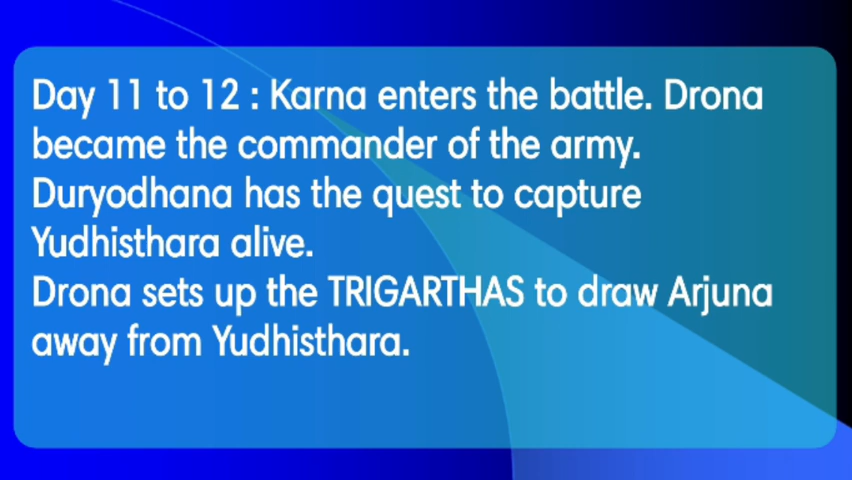 Day 11 to 12 : Karna enters the battle. Drona
became the commander of the army.
Duryodhana has the quest to capture
Yudhisthara alive.
Drona sets up the TRIGARTHAS to draw Arjuna
away from Yudhisthara.